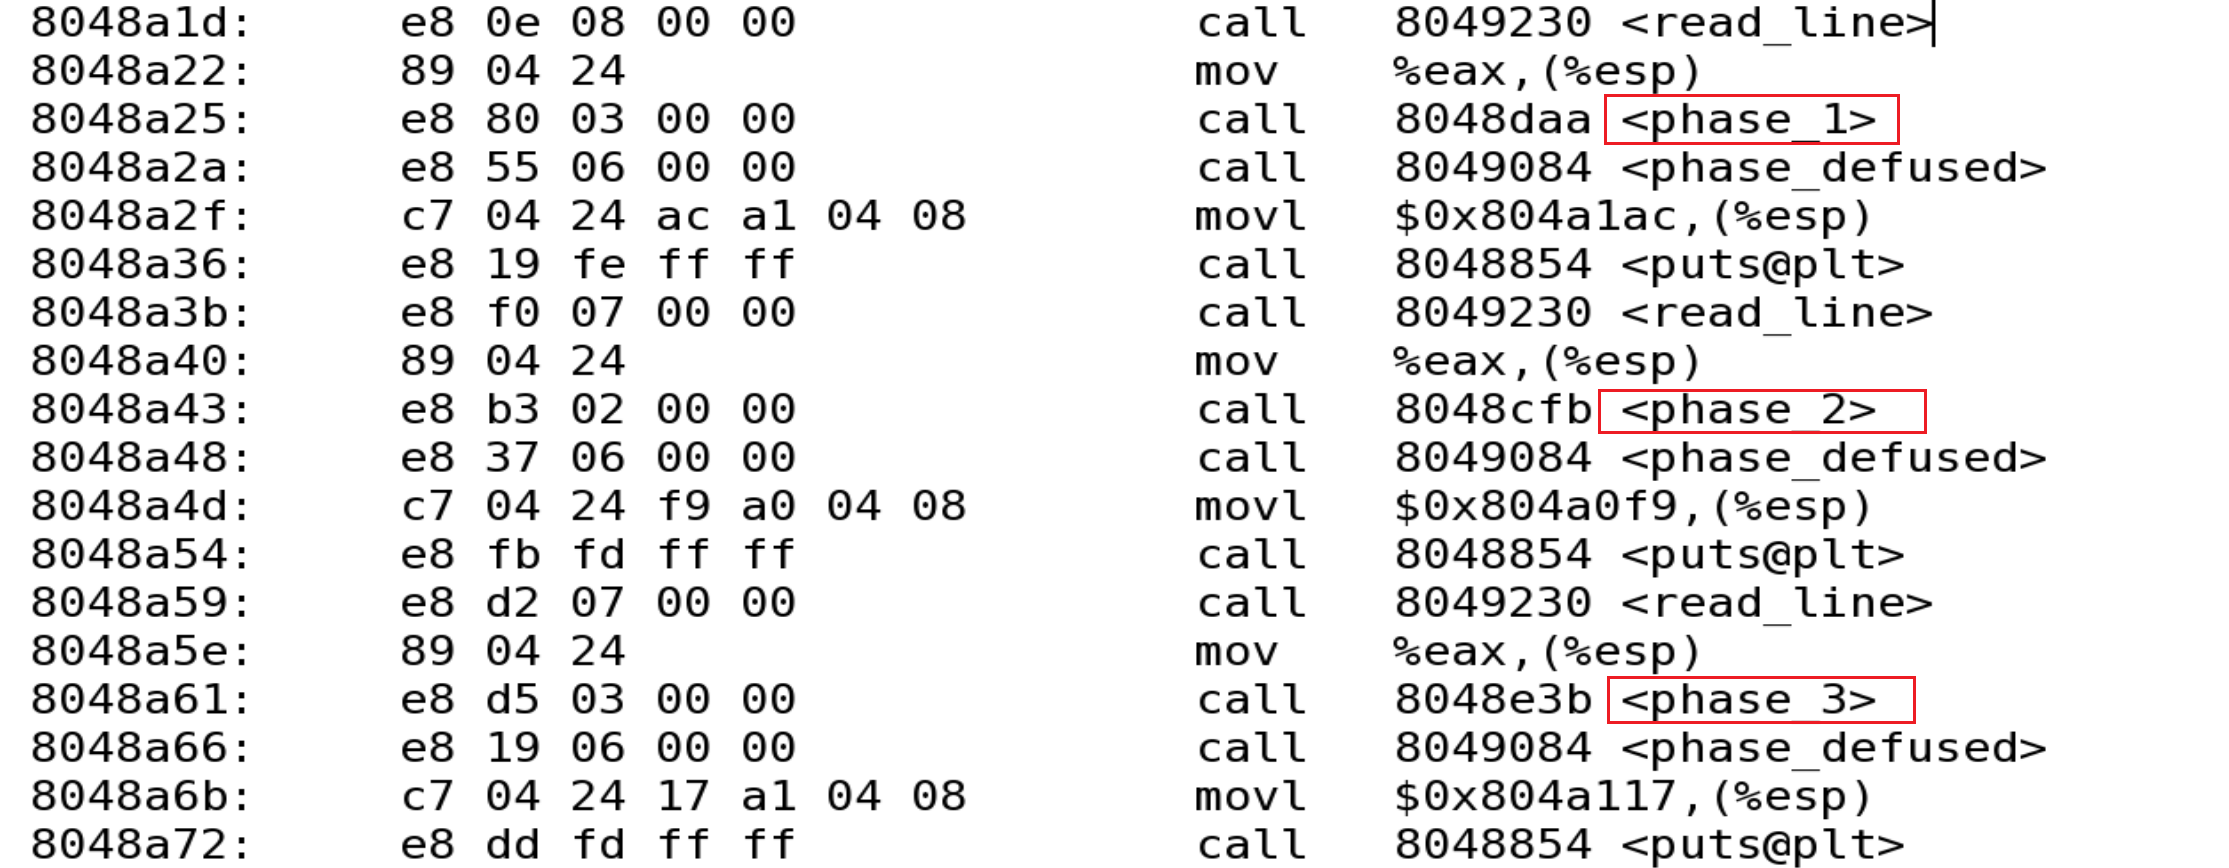 8048a1d: e8 0e 08 00 00 call 8049230 <read_line>
8048a22: 89 04 24 mov %eax,(%esp)
8048a25: e8 80 03 00 00 call 8048daa <phase_1>
8048a2a: e8 55 06 00 00 call 8049084 <phase_defused>
8048a2f: c7 04 24 ac a1 04 08 movl $0x804a1ac,(%esp)
8048a36: e8 19 fe ff ff call 8048854 <puts@plt>
8048a3b: e8 f0 07 00 00 call 8049230 <read_line>
8048a40: 89 04 24 mov %eax,(%esp)
8048a43: e8 b3 02 00 00 call 8048cfb <phase_2>
8048a48: e8 37 06 00 00 call 8049084 <phase_defused>
8048a4d: c7 04 24 f9 a0 04 08 movl $0x804a0f9,(%esp)
8048a54: e8 fb fd ff ff call 8048854 <puts@plt>
8048a59: e8 d2 07 00 00 call 8049230 <read_line>
8048a5e: 89 04 24 mov %eax,(%esp)
8048a61: e8 d5 03 00 00 call 8048e3b <phase_3>
8048a66: e8 19 06 00 00 call 8049084 <phase_defused>
8048a6b: c7 04 24 17 a1 04 08 movl $0x804a117,(%esp)
8048a72: e8 dd fd ff ff call 8048854 <puts@plt>